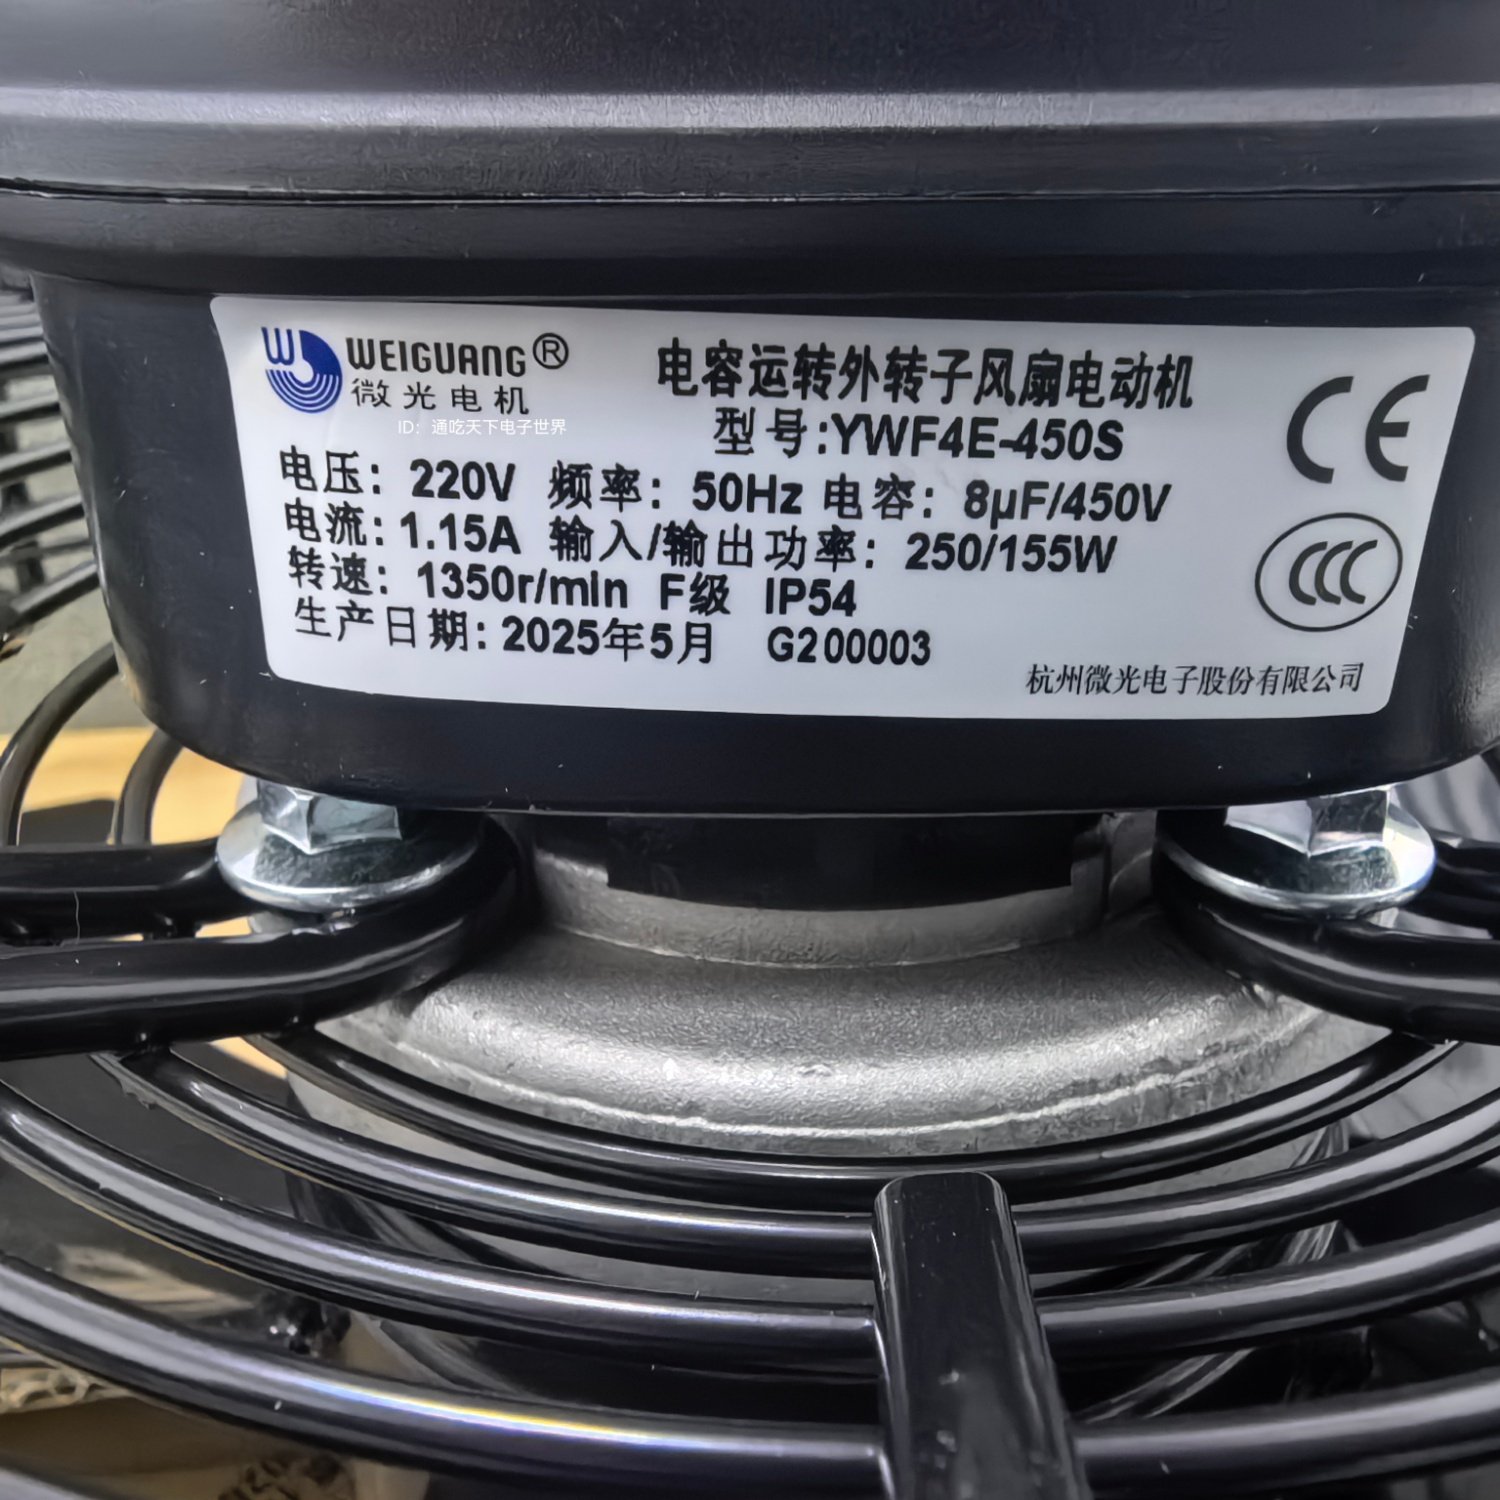 WEIGUANG®
微光电机
ID：通吃天下电子世界
电容运转外转子风扇电动机
型号:YWF4E-450S
电压: 220V 频率: 50Hz 电容: 8μF/450V
电流: 1.15A 输入/输出功率: 250/155W
转速: 1350r/min F级 IP54
生产日期: 2025年5月 G200003
CE
CCC
杭州微光电子股份有限公司